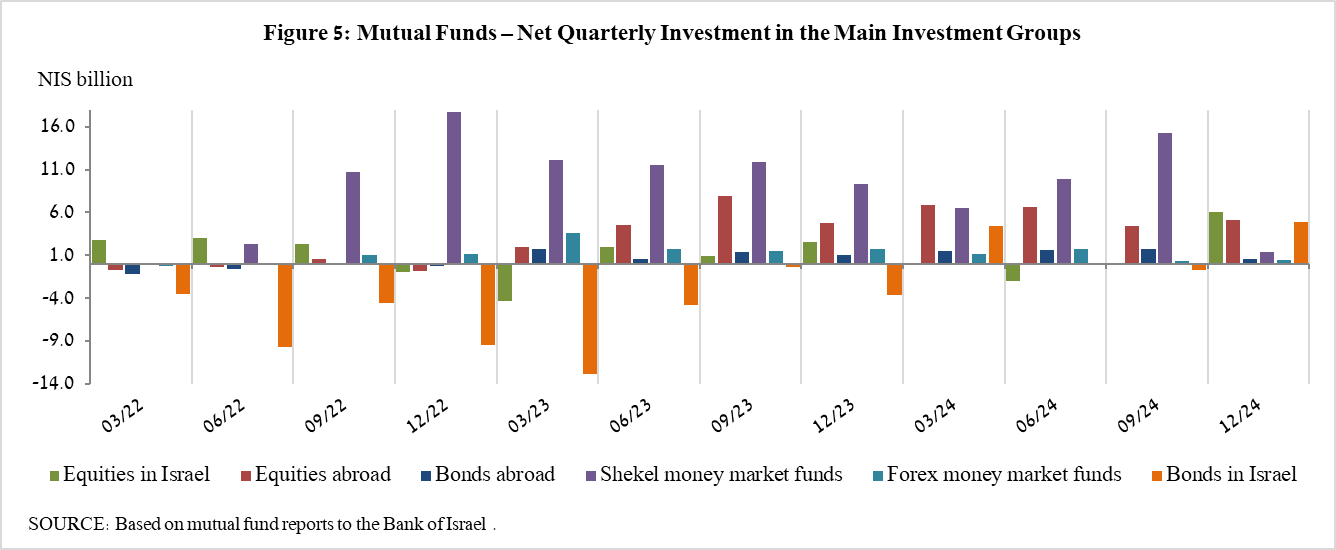 Figure 5: Mutual Funds – Net Quarterly Investment in the Main Investment Groups
NIS billion
16.0
11.0
6.0
1.0
-4.0
-9.0
-14.0
03/22 06/22 09/22 12/22 03/23 06/23 09/23 12/23 03/24 06/24 09/24 12/24
Equities in Israel Equities abroad Bonds abroad Shekel money market funds Forex money market funds Bonds in Israel
SOURCE: Based on mutual fund reports to the Bank of Israel .